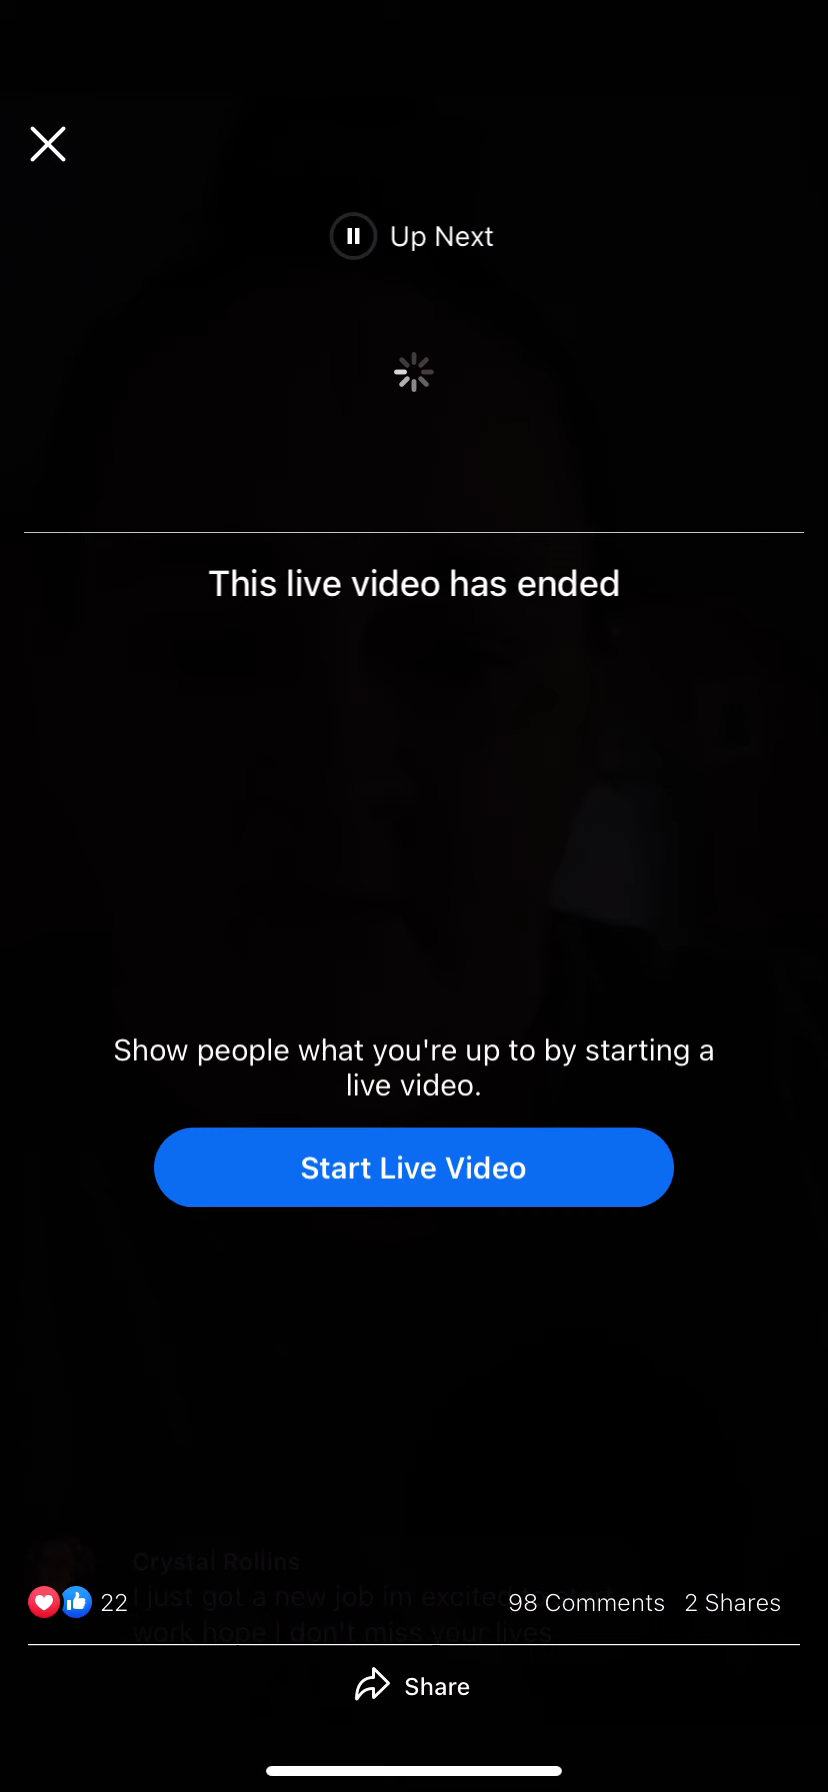 Up Next
This live video has ended
Show people what you're up to by starting a
live video.
Start Live Video
Crystal Rollins
I just got a new job im excited to start
work hope I don't miss your lives
22
98 Comments
2 Shares
Share